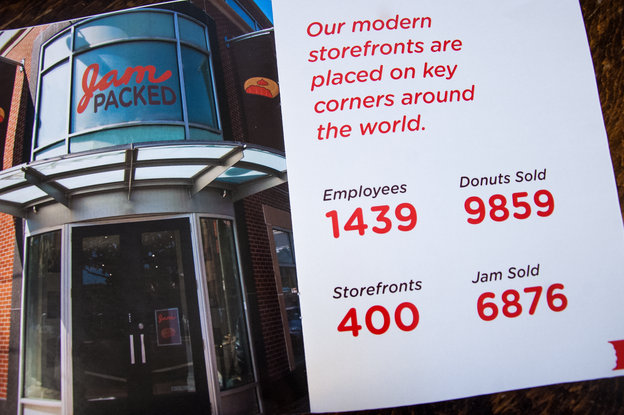 Jam
PACKED
Jam
Our modern
storefronts are
placed on key
corners around
the world.
Employees
1439
Donuts Sold
9859
Storefronts
400
Jam Sold
6876